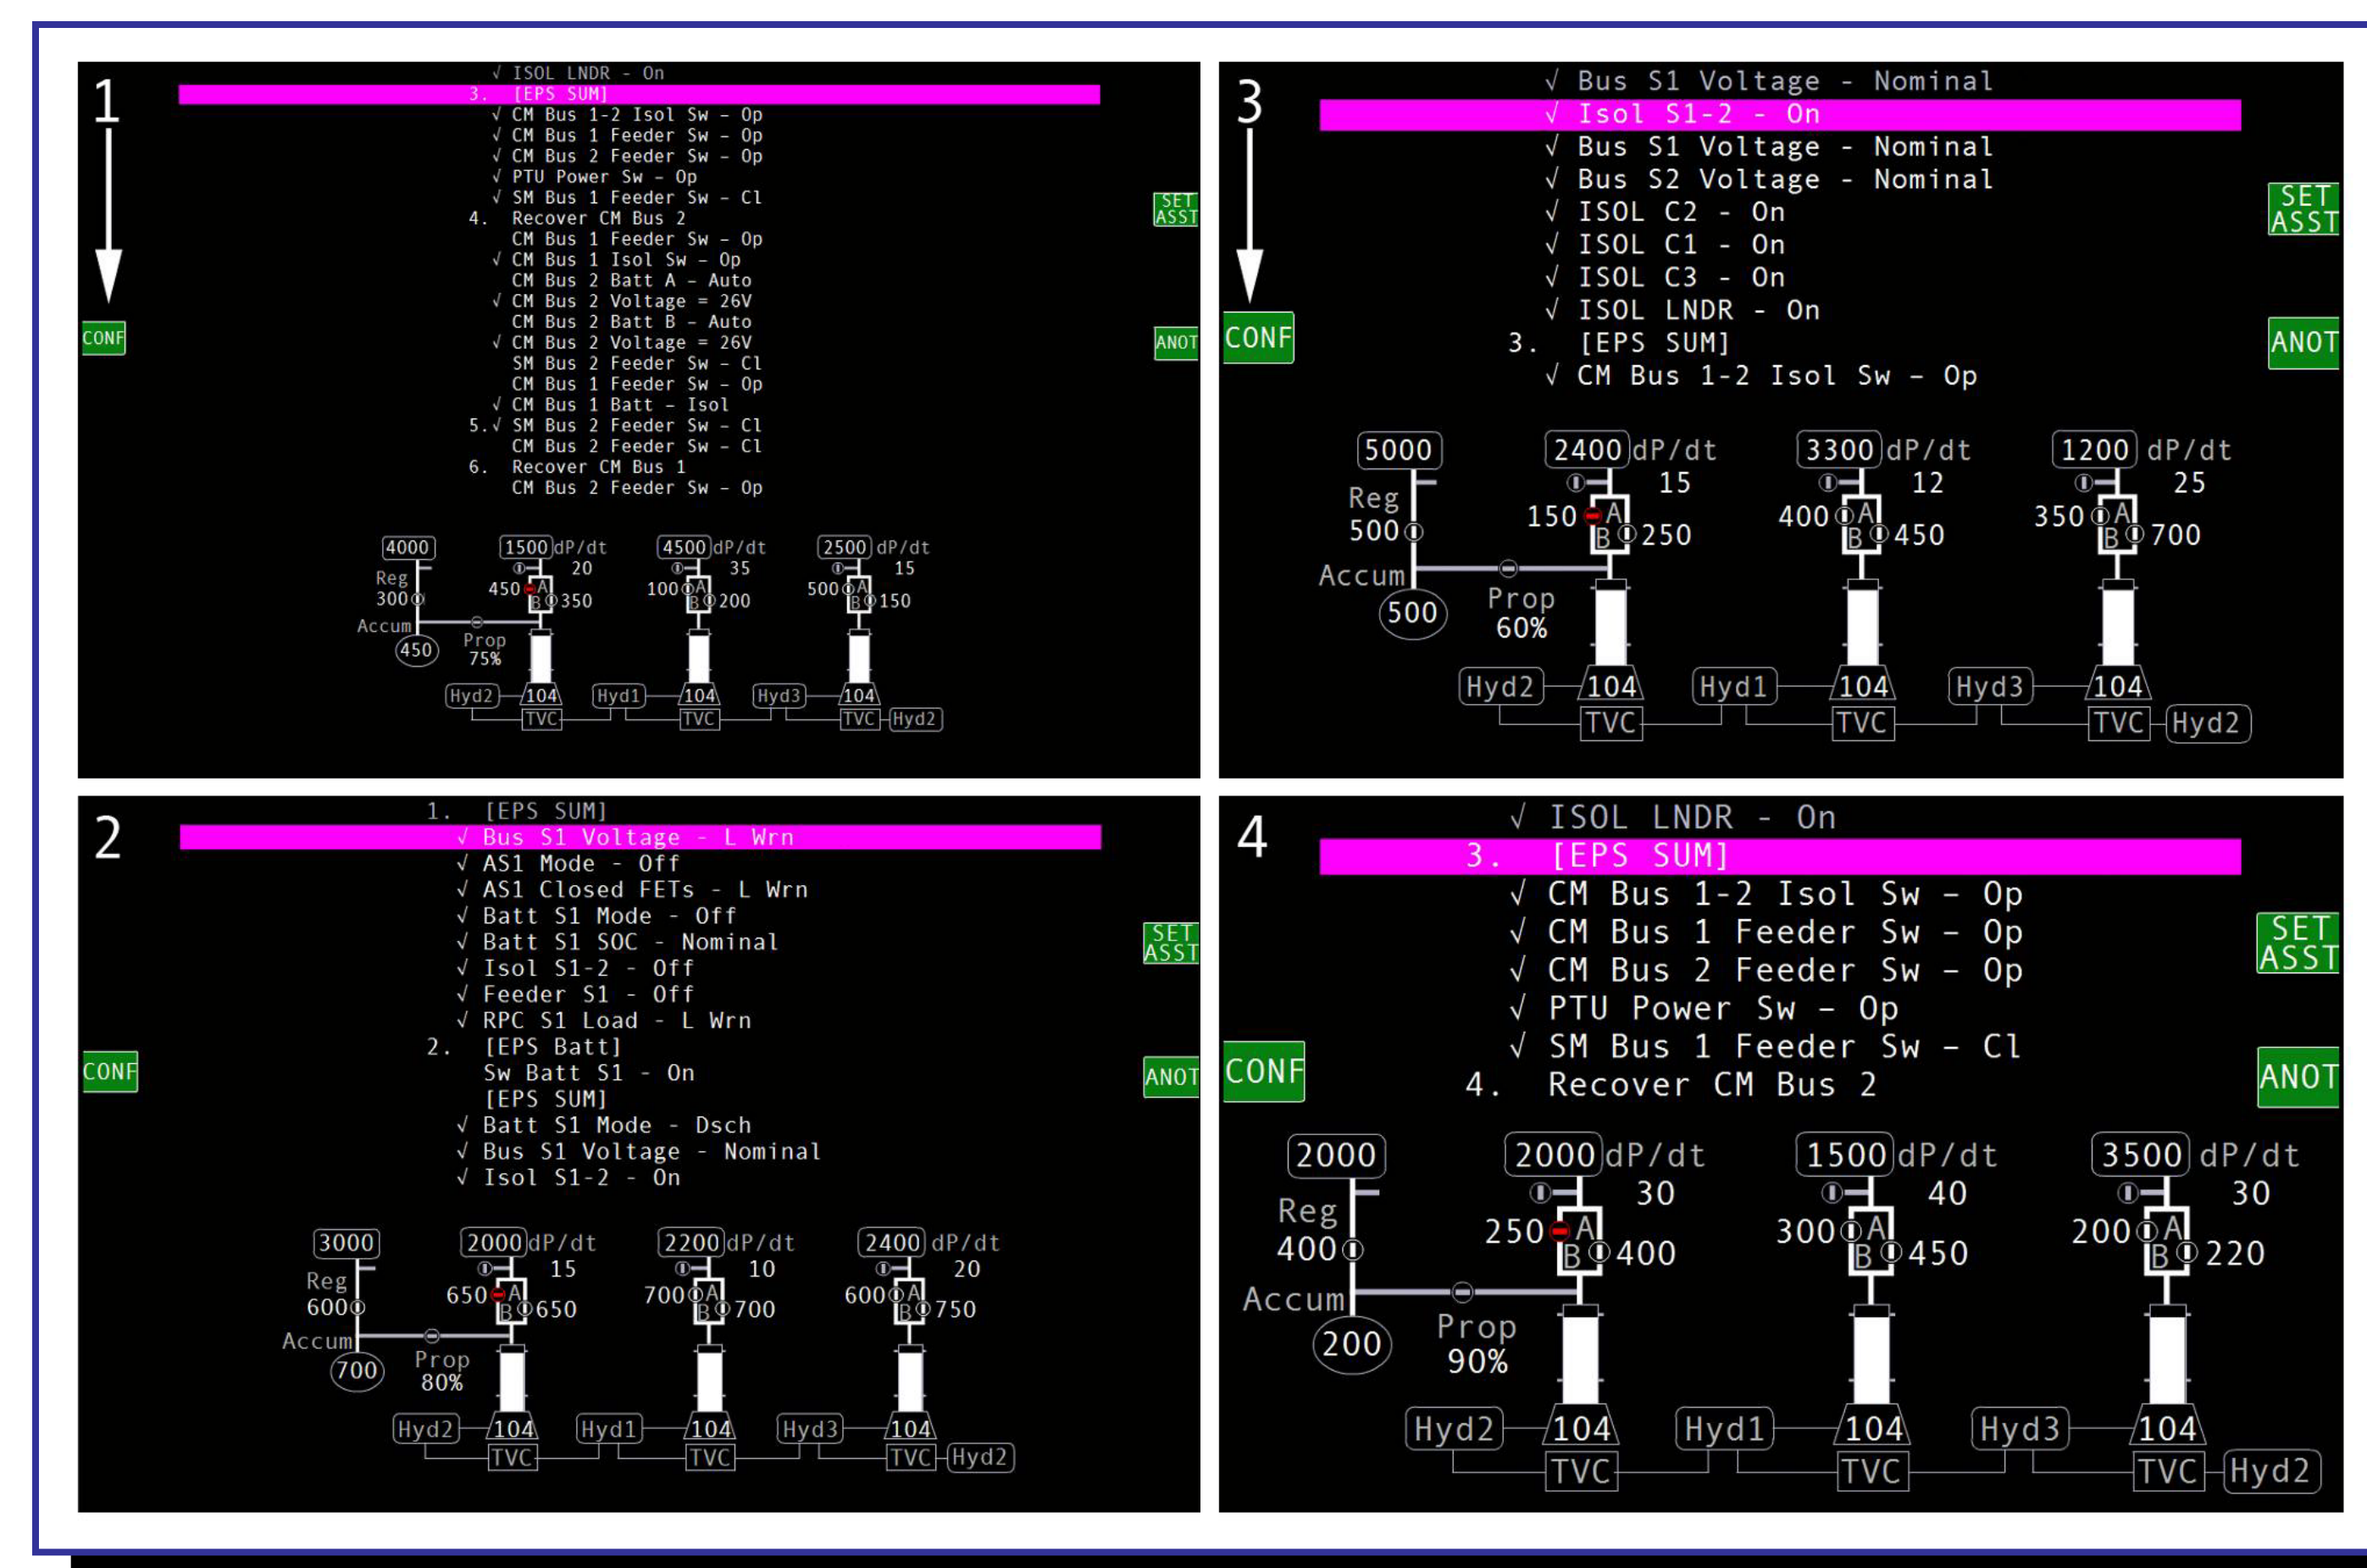 1
√ ISOL LNDR - On
3. [EPS SUM]
√ CM Bus 1-2 Isol Sw – Op
√ CM Bus 1 Feeder Sw – Op
√ CM Bus 2 Feeder Sw – Op
√ PTU Power Sw – Op
√ SM Bus 1 Feeder Sw – Cl
4. Recover CM Bus 2
CM Bus 1 Feeder Sw – Op
√ CM Bus 1 Isol Sw – Op
CM Bus 2 Batt A – Auto
√ CM Bus 2 Voltage = 26V
CM Bus 2 Batt B – Auto
√ CM Bus 2 Voltage = 26V
SM Bus 2 Feeder Sw – Cl
CM Bus 1 Feeder Sw – Op
√ CM Bus 1 Batt – Isol
5.√ SM Bus 2 Feeder Sw – Cl
CM Bus 2 Feeder Sw – Cl
6. Recover CM Bus 1
CM Bus 2 Feeder Sw – Op
CONF
SET
ASST
ANOT
4000 1500 dP/dt 4500 dP/dt 2500 dP/dt
20 35 15
Reg
300 450 A 100 A 500 A
B 350 B 200 B 150
Accum
450 Prop
75%
Hyd2 104 Hyd1 104 Hyd3 104
TVC TVC TVC Hyd2
3
√ Bus S1 Voltage - Nominal
√ Isol S1-2 - On
√ Bus S1 Voltage - Nominal
√ Bus S2 Voltage - Nominal
√ ISOL C2 - On
√ ISOL C1 - On
√ ISOL C3 - On
√ ISOL LNDR - On
3. [EPS SUM]
√ CM Bus 1-2 Isol Sw – Op
CONF
SET
ASST
ANOT
5000 2400 dP/dt 3300 dP/dt 1200 dP/dt
15 12 25
Reg
500 150 A 400 A 350 A
B 250 B 450 B 700
Accum
500 Prop
60%
Hyd2 104 Hyd1 104 Hyd3 104
TVC TVC TVC Hyd2
2
1. [EPS SUM]
√ Bus S1 Voltage - L Wrn
√ AS1 Mode - Off
√ AS1 Closed FETs - L Wrn
√ Batt S1 Mode - Off
√ Batt S1 SOC - Nominal
√ Isol S1-2 - Off
√ Feeder S1 - Off
√ RPC S1 Load - L Wrn
2. [EPS Batt]
Sw Batt S1 - On
[EPS SUM]
√ Batt S1 Mode - Dsch
√ Bus S1 Voltage - Nominal
√ Isol S1-2 - On
CONF
SET
ASST
ANOT
3000 2000 dP/dt 2200 dP/dt 2400 dP/dt
15 10 20
Reg
600 650 A 700 A 600 A
B 650 B 700 B 750
Accum
700 Prop
80%
Hyd2 104 Hyd1 104 Hyd3 104
TVC TVC TVC Hyd2
4
√ ISOL LNDR - On
3. [EPS SUM]
√ CM Bus 1-2 Isol Sw – Op
√ CM Bus 1 Feeder Sw – Op
√ CM Bus 2 Feeder Sw – Op
√ PTU Power Sw – Op
√ SM Bus 1 Feeder Sw – Cl
4. Recover CM Bus 2
CONF
SET
ASST
ANOT
2000 2000 dP/dt 1500 dP/dt 3500 dP/dt
30 40 30
Reg
400 250 A 300 A 200 A
B 400 B 450 B 220
Accum
200 Prop
90%
Hyd2 104 Hyd1 104 Hyd3 104
TVC TVC TVC Hyd2